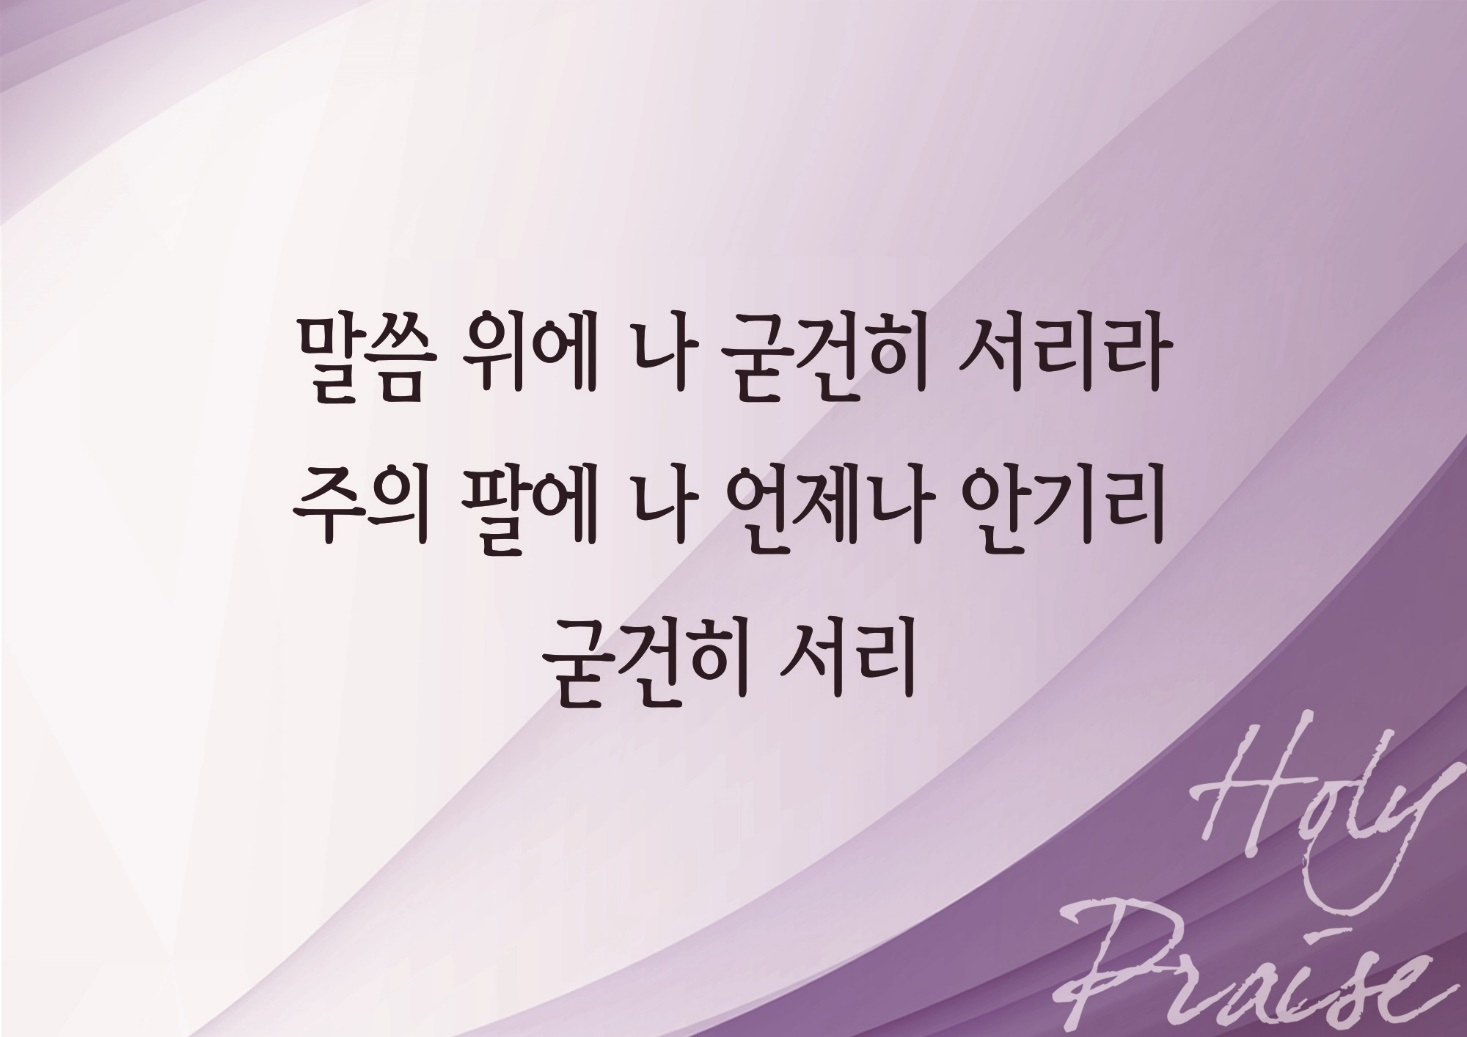 말씀 위에 나 굳건히 서리라
주의 팔에 나 언제나 안기리
굳건히 서리
Holy
Praise